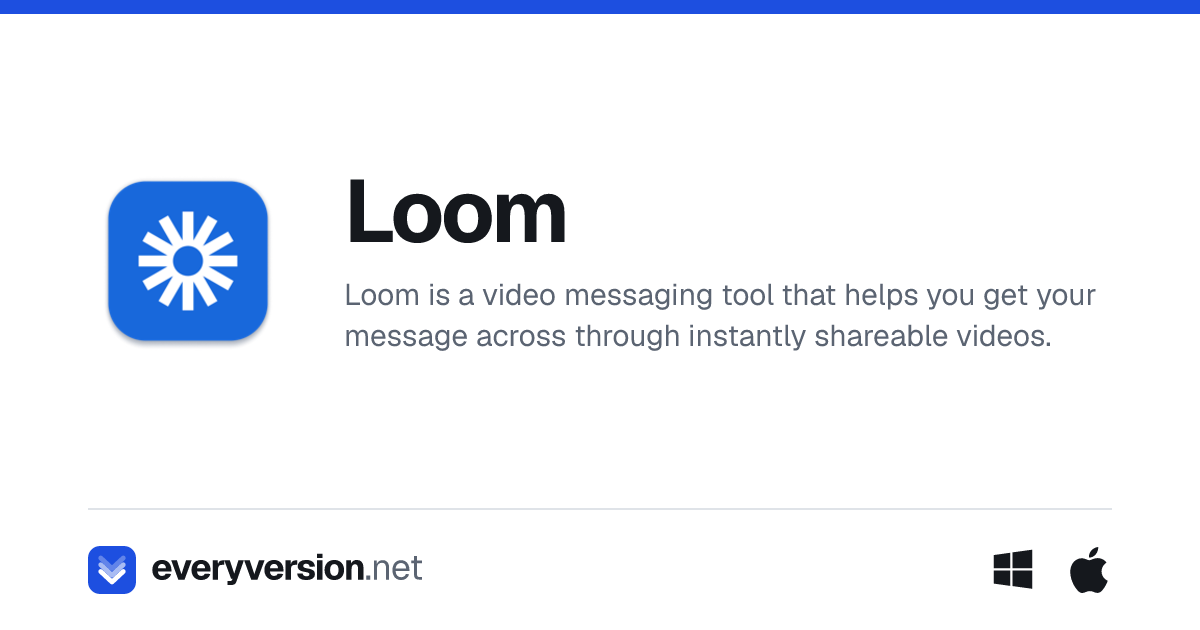 Loom
Loom is a video messaging tool that helps you get your
message across through instantly shareable videos.
everyversion.net